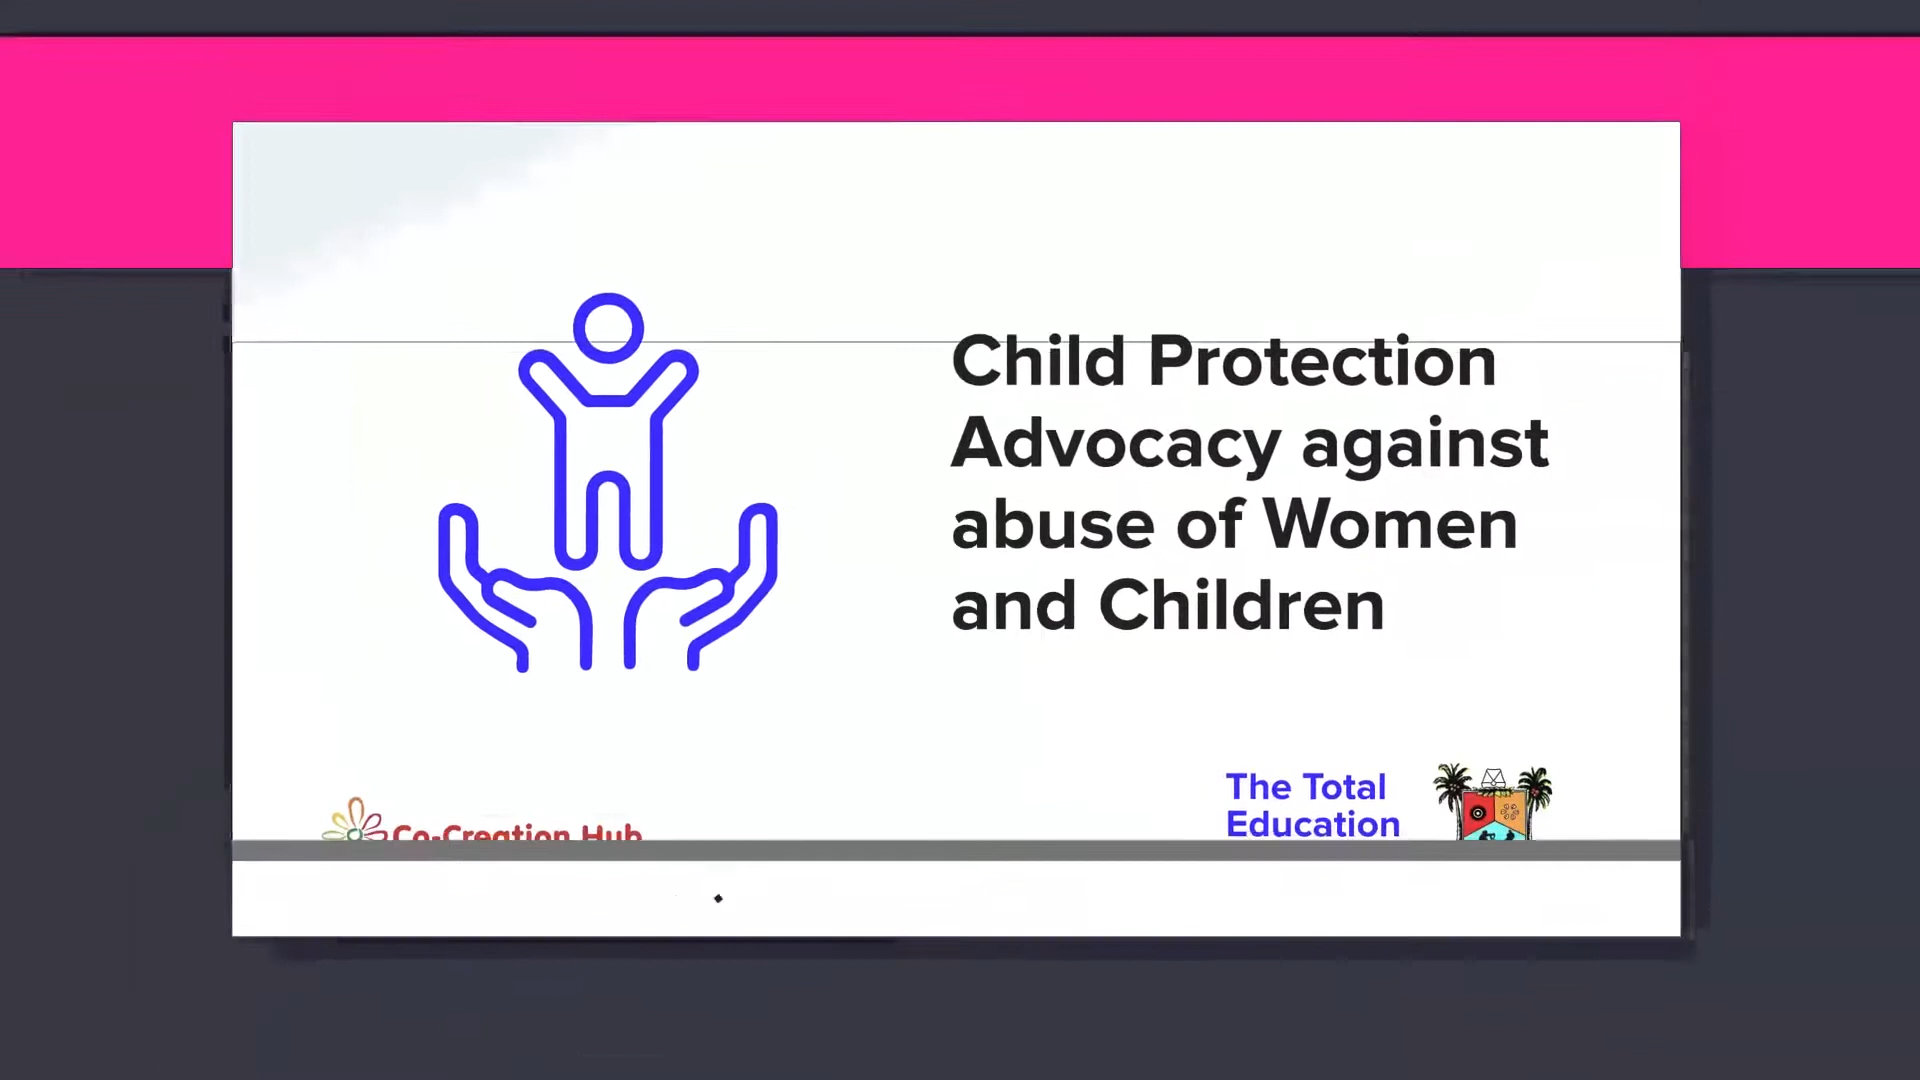 Child Protection
Advocacy against
abuse of Women
and Children
The Total
Education
Co-Creation Hub